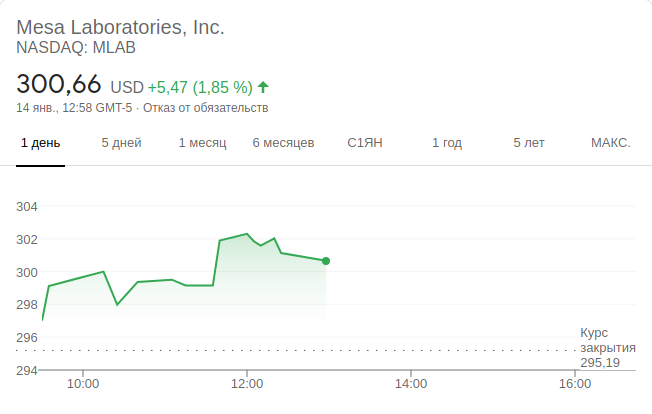 Mesa Laboratories, Inc.
NASDAQ: MLAB
300,66 USD +5,47 (1,85 %)
14 янв., 12:58 GMT-5 · Отказ от обязательств
1 день 5 дней 1 месяц 6 месяцев С1ЯН 1 год 5 лет МАКС.
304
302
300
298
296
Курс
закрытия
295,19
294
10:00 12:00 14:00 16:00